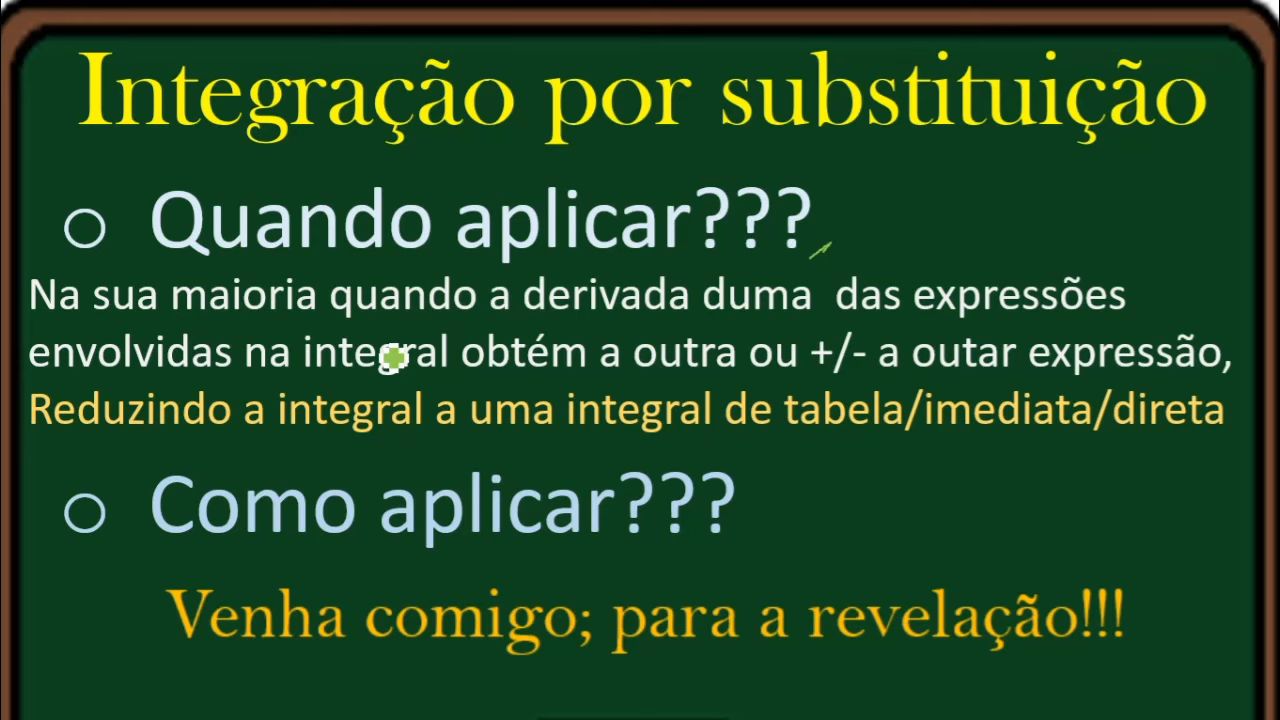 Integração por substituição
o Quando aplicar???
Na sua maioria quando a derivada duma das expressões
envolvidas na integral obtém a outra ou +/- a outar expressão,
Reduzindo a integral a uma integral de tabela/imediata/direta
o Como aplicar???
Venha comigo; para a revelação!!!